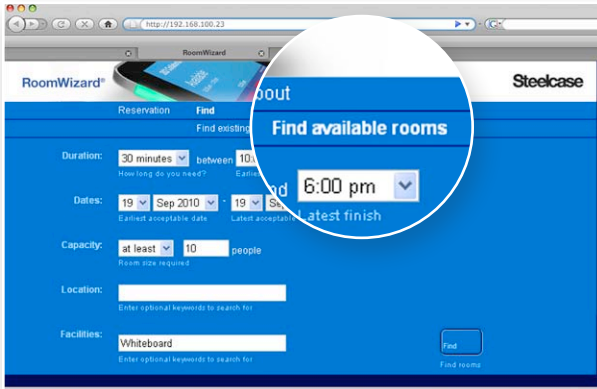 http://192.168.100.23
RoomWizard
RoomWizard®
Steelcase
Reservation Find bout
Find existing Find available rooms
Duration: 30 minutes between 10: nd 6:00 pm
How long do you need? Earlies Latest finish
Dates: 19 Sep 2010 - 19 Se
Earliest acceptable date Latest acceptable
Capacity: at least 10 people
Room size required
Location:
Enter optional keywords to search for
Facilities: Whiteboard
Enter optional keywords to search for
Find
Find rooms